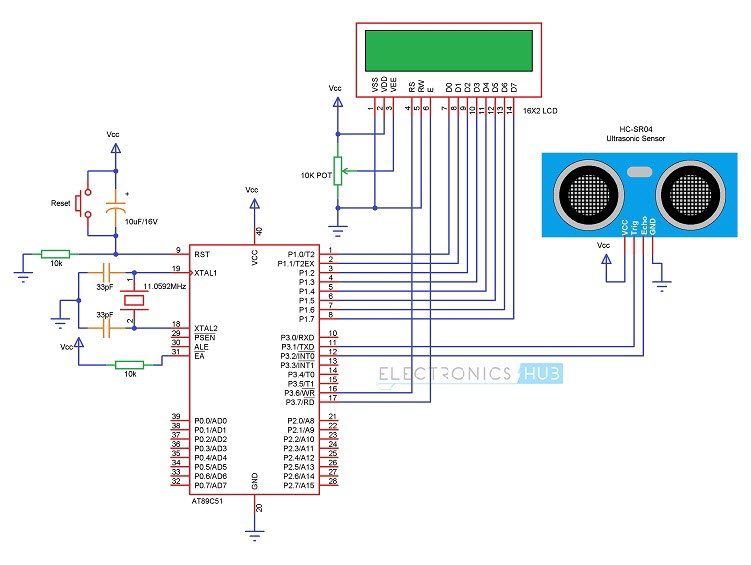 VSS
VDD
VEE
RS
RW
E
D0
D1
D2
D3
D4
D5
D6
D7
1
2
3
4
5
6
7
8
9
10
11
12
13
14
16X2 LCD
Vcc
10K POT
HC-SR04
Ultrasonic Sensor
VCC
Trig
Echo
GND
Vcc
Vcc
Reset
+
10uF/16V
10k
33pF
1
11.0592MHz
33pF
2
Vcc
10k
Vcc
40
VCC
9 RST
19 XTAL1
18 XTAL2
29 PSEN
30 ALE
31 EA
39 P0.0/AD0
38 P0.1/AD1
37 P0.2/AD2
36 P0.3/AD3
35 P0.4/AD4
34 P0.5/AD5
33 P0.6/AD6
32 P0.7/AD7
P1.0/T2 1
P1.1/T2EX 2
P1.2 3
P1.3 4
P1.4 5
P1.5 6
P1.6 7
P1.7 8
P3.0/RXD 10
P3.1/TXD 11
P3.2/INT0 12
P3.3/INT1 13
P3.4/T0 14
P3.5/T1 15
P3.6/WR 16
P3.7/RD 17
P2.0/A8 21
P2.1/A9 22
P2.2/A10 23
P2.3/A11 24
P2.4/A12 25
P2.5/A13 26
P2.6/A14 27
P2.7/A15 28
GND
20
AT89C51
ELECTRONICS HUB